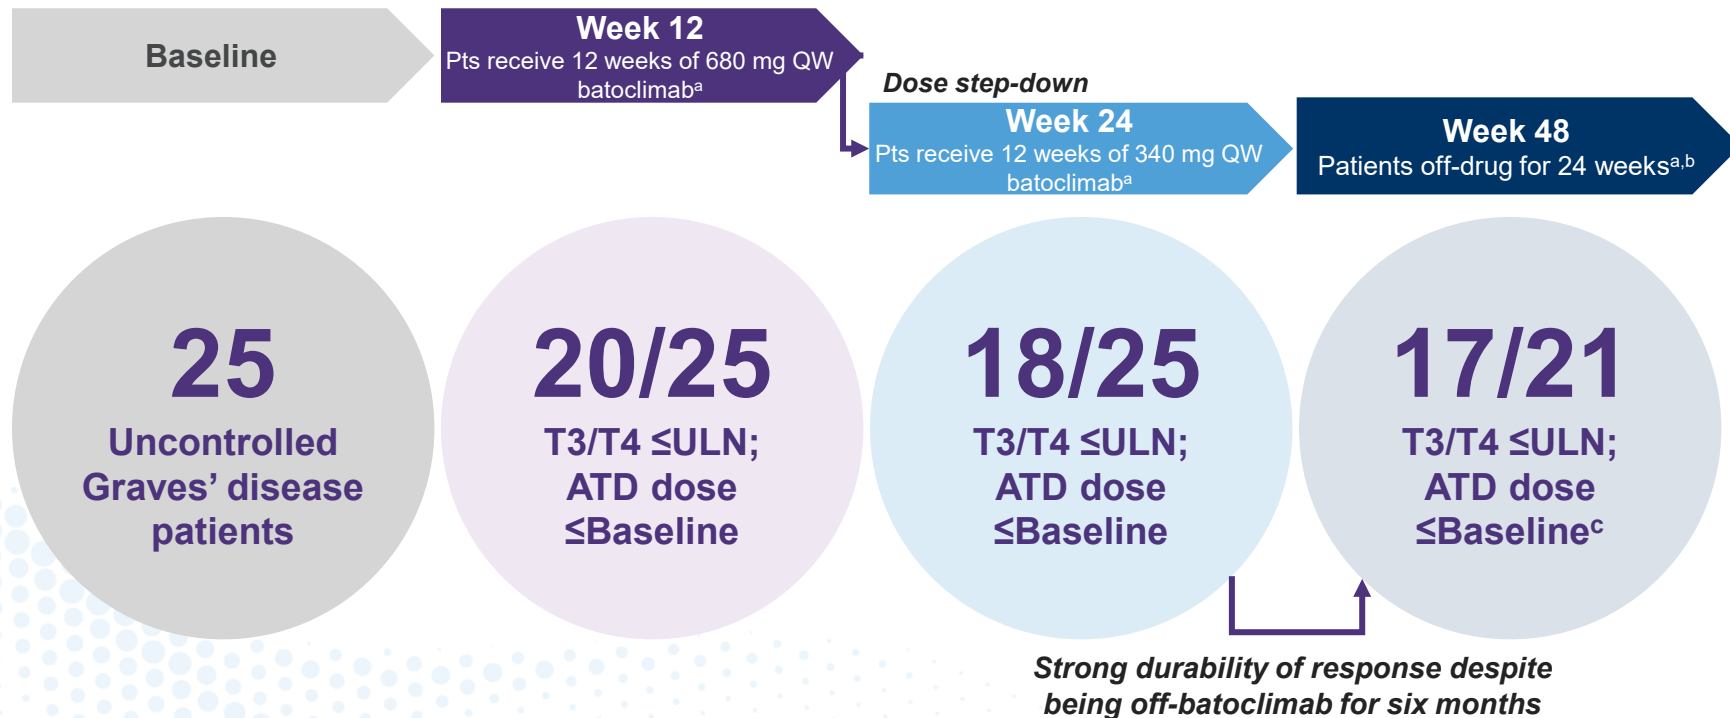 Baseline
Week 12
Pts receive 12 weeks of 680 mg QW
batoclimabᵃ
Dose step-down
Week 24
Pts receive 12 weeks of 340 mg QW
batoclimabᵃ
Week 48
Patients off-drug for 24 weeksᵃ,ᵇ
25
Uncontrolled
Graves’ disease
patients
20/25
T3/T4 ≤ULN;
ATD dose
≤Baseline
18/25
T3/T4 ≤ULN;
ATD dose
≤Baseline
17/21
T3/T4 ≤ULN;
ATD dose
≤Baselineᶜ
Strong durability of response despite
being off-batoclimab for six months